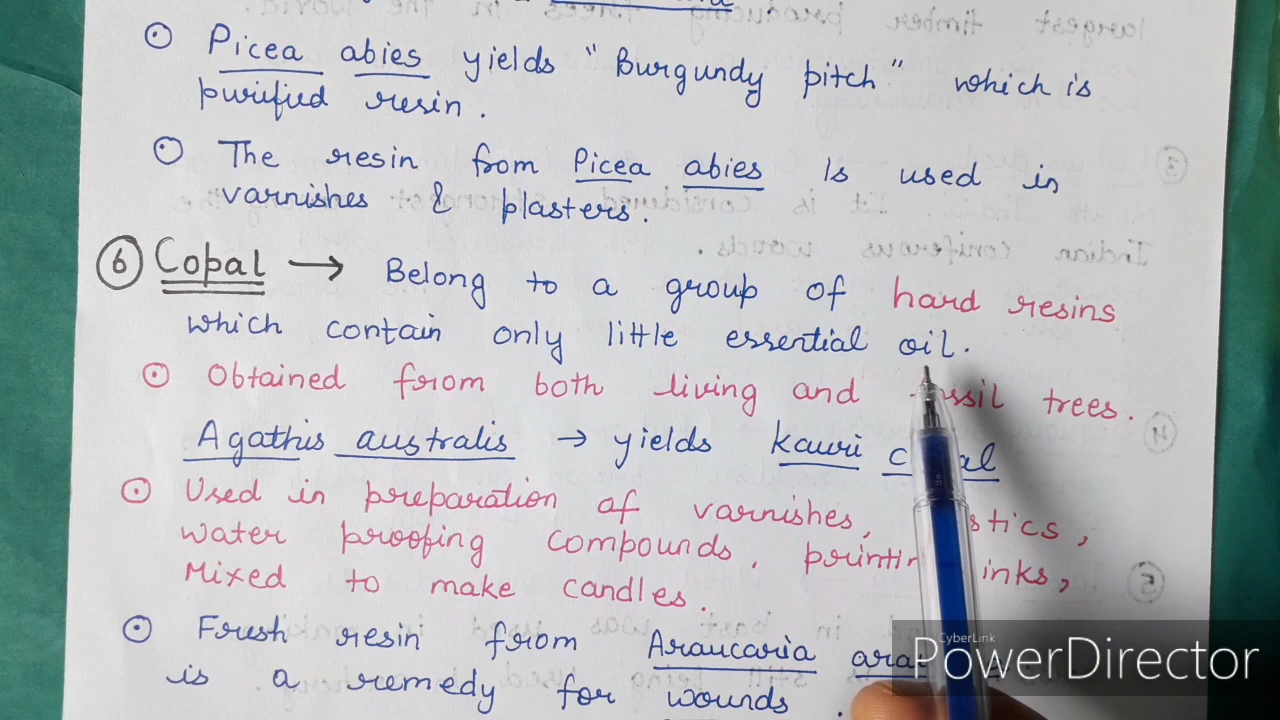 ⊙ Picea abies yields "Burgundy pitch" which is
purified resin.
⊙ The resin from Picea abies is used in
varnishes & plasters.
⑥ Copal → Belong to a group of hard resins
which contain only little essential oil.
⊙ Obtained from both living and trees.
Agathis australis → yields kauri
⊙ Used in preparation of varnishes,
water proofing compounds, inks,
Mixed to make candles.
⊙ Fresh resin from Araucaria
is a remedy for wounds.
CyberLink
PowerDirector